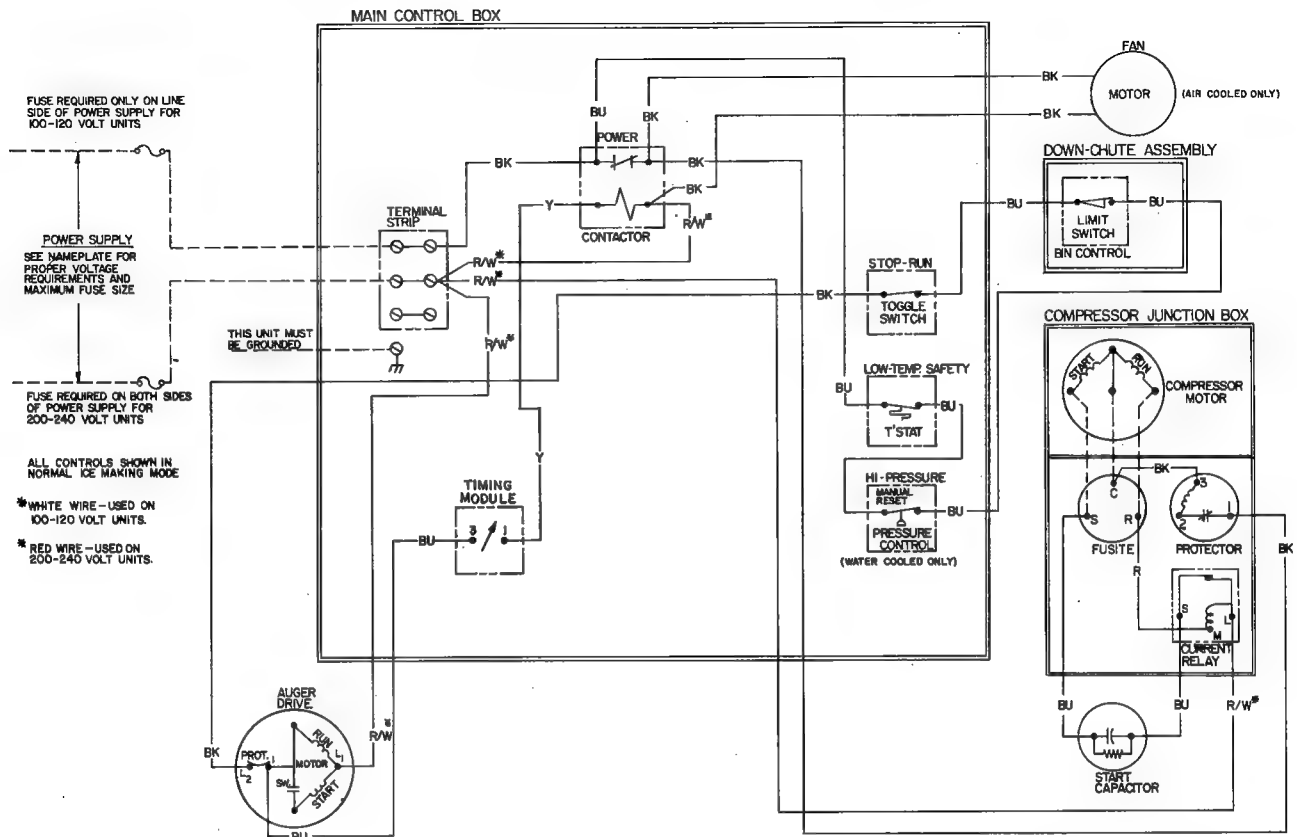 MAIN CONTROL BOX
FUSE REQUIRED ONLY ON LINE
SIDE OF POWER SUPPLY FOR
100-120 VOLT UNITS
POWER SUPPLY
SEE NAMEPLATE FOR
PROPER VOLTAGE
REQUIREMENTS AND
MAXIMUM FUSE SIZE
THIS UNIT MUST
BE GROUNDED
FUSE REQUIRED ON BOTH SIDES
OF POWER SUPPLY FOR
200-240 VOLT UNITS
ALL CONTROLS SHOWN IN
NORMAL ICE MAKING MODE
* WHITE WIRE-USED ON
100-120 VOLT UNITS.
* RED WIRE-USED ON
200-240 VOLT UNITS.
TERMINAL
STRIP
BK
R/W*
R/W*
R/W*
BU
BK
POWER
BK
Y
BK
R/W*
CONTACTOR
Y
TIMING
MODULE
3 1
BU
BK
STOP-RUN
TOGGLE
SWITCH
BU
LOW-TEMP. SAFETY
BU
T'STAT
BU
HI-PRESSURE
MANUAL
RESET
PRESSURE
CONTROL
BU
(WATER COOLED ONLY)
FAN
BK
MOTOR
(AIR COOLED ONLY)
BK
DOWN-CHUTE ASSEMBLY
BU
LIMIT
SWITCH
BU
BIN CONTROL
COMPRESSOR JUNCTION BOX
START
RUN
COMPRESSOR
MOTOR
BK
C
S
R
FUSITE
3
2
1
PROTECTOR
BK
R
S
L
M
CURRENT
RELAY
BU
BU
R/W*
START
CAPACITOR
AUGER
DRIVE
BK
PROT.
1
L2
MOTOR
SW.
RUN
L1
START
R/W*
BU